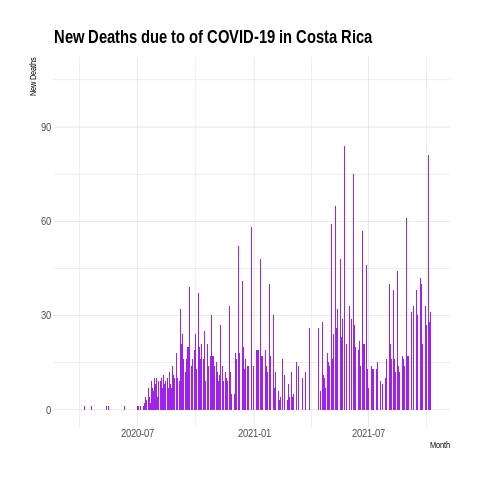 New Deaths due to of COVID-19 in Costa Rica
New Deaths
90
60
30
0
2020-07
2021-01
2021-07
Month